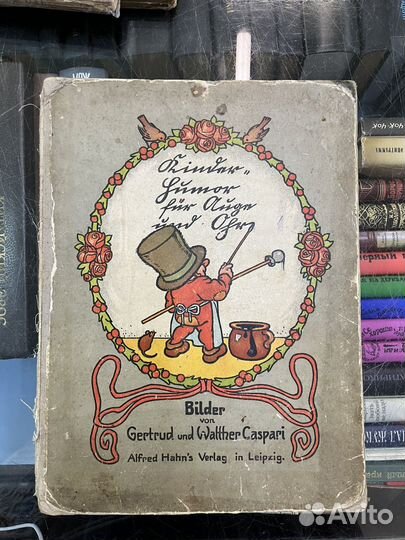 Kinder-
humor
für Auge
und Ohr
Bilder
von
Gertrud und Walther Caspari
Alfred Hahn's Verlag in Leipzig.
Avito